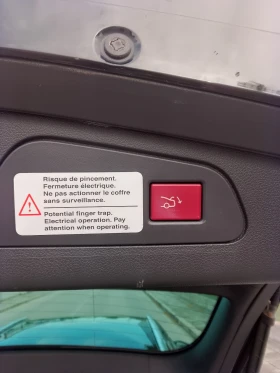 Risque de pincement.
Fermeture électrique.
Ne pas actionner le coffre
sans surveillance.
Potential finger trap.
Electrical operation. Pay
attention when operating.